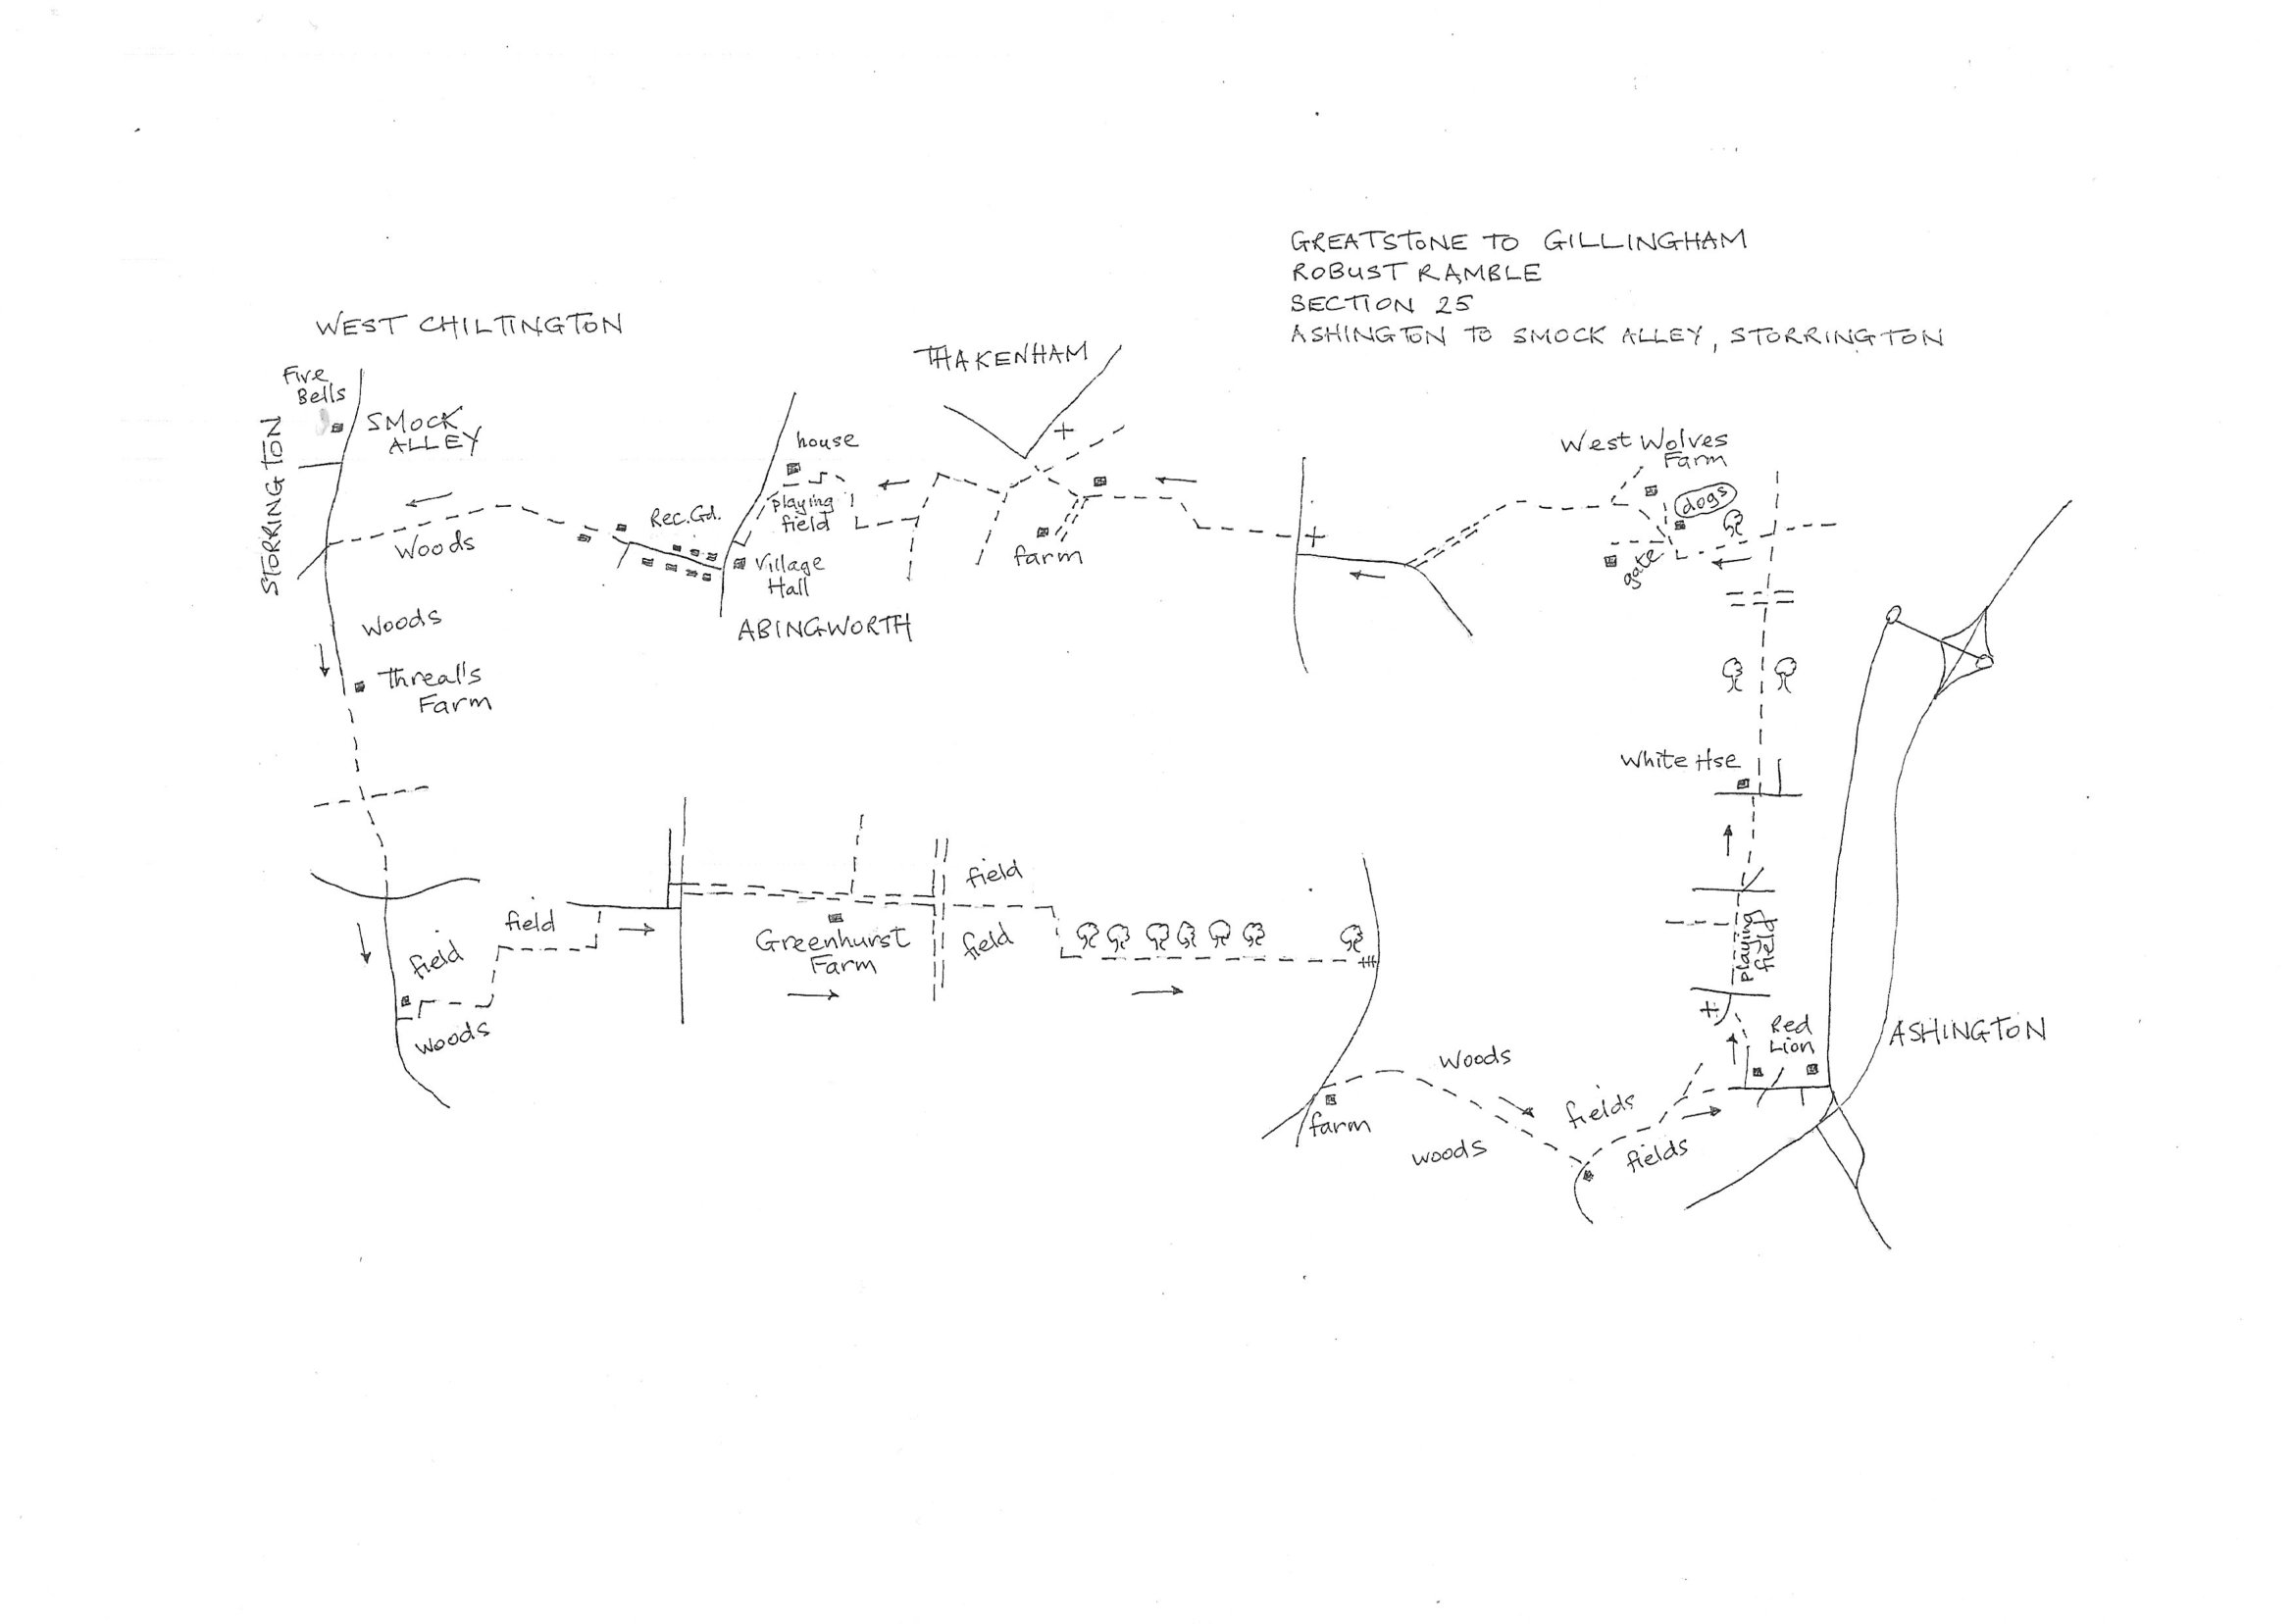 GREATSTONE TO GILLINGHAM
ROBUST RAMBLE
SECTION 25
ASHINGTON TO SMOCK ALLEY, STORRINGTON
WEST CHILTINGTON
THAKENHAM
Five
Bells
SMOCK
ALLEY
STORRINGTON
house
West Wolves
Farm
dogs
gate
playing
field
Rec. Gd.
Woods
farm
Village
Hall
ABINGWORTH
Woods
Threal's
Farm
White Hse
field
field
field
field
Greenhurst
Farm
woods
playing
field
Red
Lion
ASHINGTON
Woods
fields
farm
woods
fields